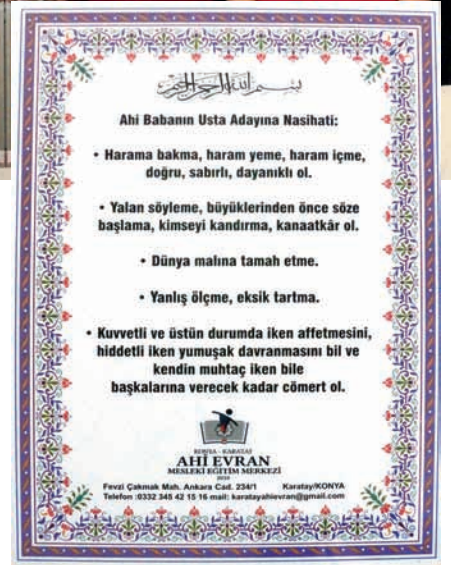 بسم الله الرحمن الرحيم
Ahi Babanın Usta Adayına Nasihati:
• Harama bakma, haram yeme, haram içme,
doğru, sabırlı, dayanıklı ol.
• Yalan söyleme, büyüklerinden önce söze
başlama, kimseyi kandırma, kanaatkâr ol.
• Dünya malına tamah etme.
• Yanlış ölçme, eksik tartma.
• Kuvvetli ve üstün durumda iken affetmesini,
hiddetli iken yumuşak davranmasını bil ve
kendin muhtaç iken bile
başkalarına verecek kadar cömert ol.
KONYA - KARATAY
AHİ EVRAN
MESLEKİ EĞİTİM MERKEZİ
2010
Fevzi Çakmak Mah. Ankara Cad. 234/1 Karatay/KONYA
Telefon :0332 345 42 15 16 mail: karatayahievran@gmail.com